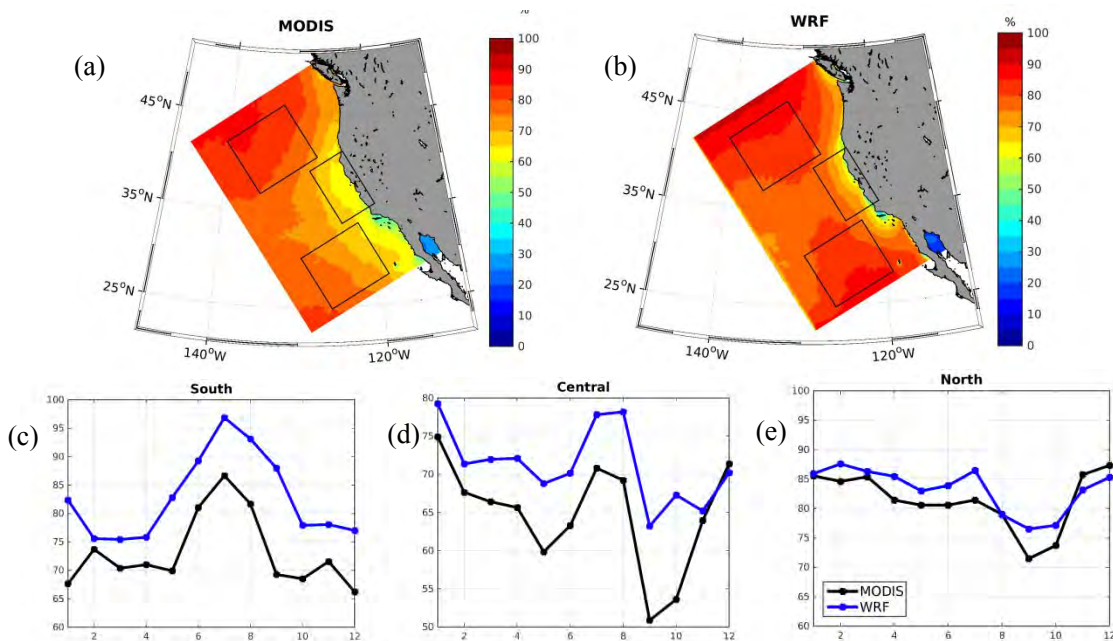 MODIS
%
(a)
45°N
35°N
25°N
140°W
120°W
100
90
80
70
60
50
40
30
20
10
0
WRF
%
(b)
45°N
35°N
25°N
140°W
120°W
100
90
80
70
60
50
40
30
20
10
0
South
(c)
100
95
90
85
80
75
70
65
60
2 4 6 8 10 12
Central
(d)
80
75
70
65
60
55
50
2 4 6 8 10 12
North
(e)
100
95
90
85
80
75
70
65
60
MODIS
WRF
2 4 6 8 10 12